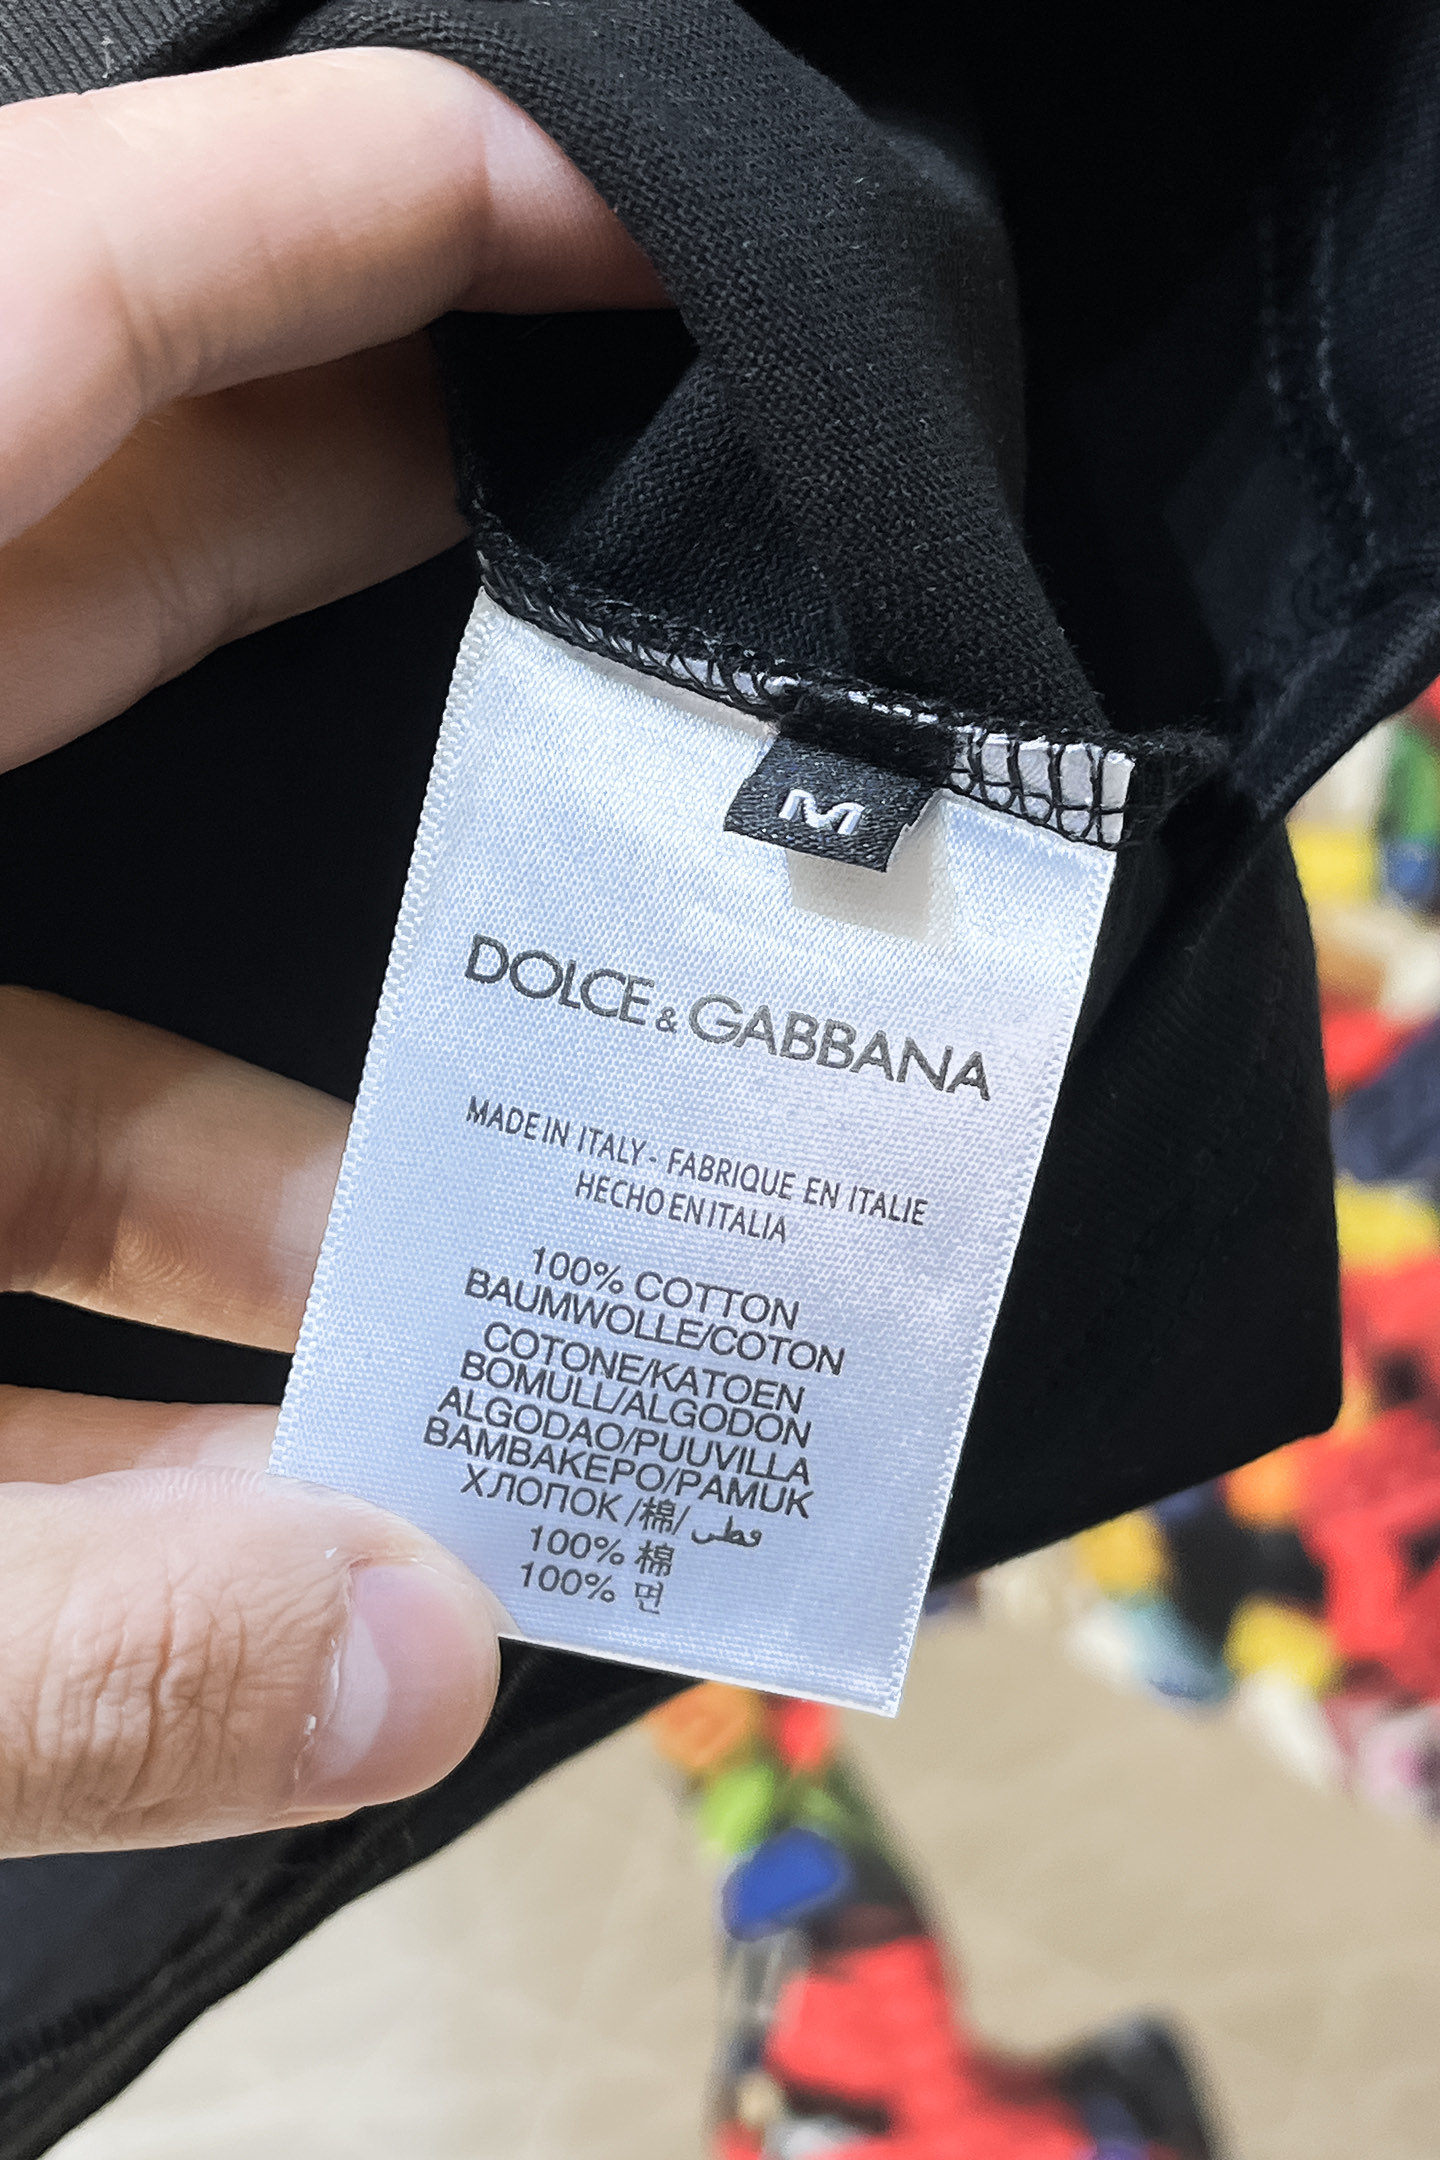 M
DOLCE & GABBANA
MADE IN ITALY - FABRIQUE EN ITALIE
HECHO EN ITALIA
100% COTTON
BAUMWOLLE/COTON
COTONE/KATOEN
BOMULL/ALGODON
ALGODAO/PUUVILLA
BAMBAKEPO/PAMUK
ХЛОПОК /棉/ قطن
100% 棉
100% 면